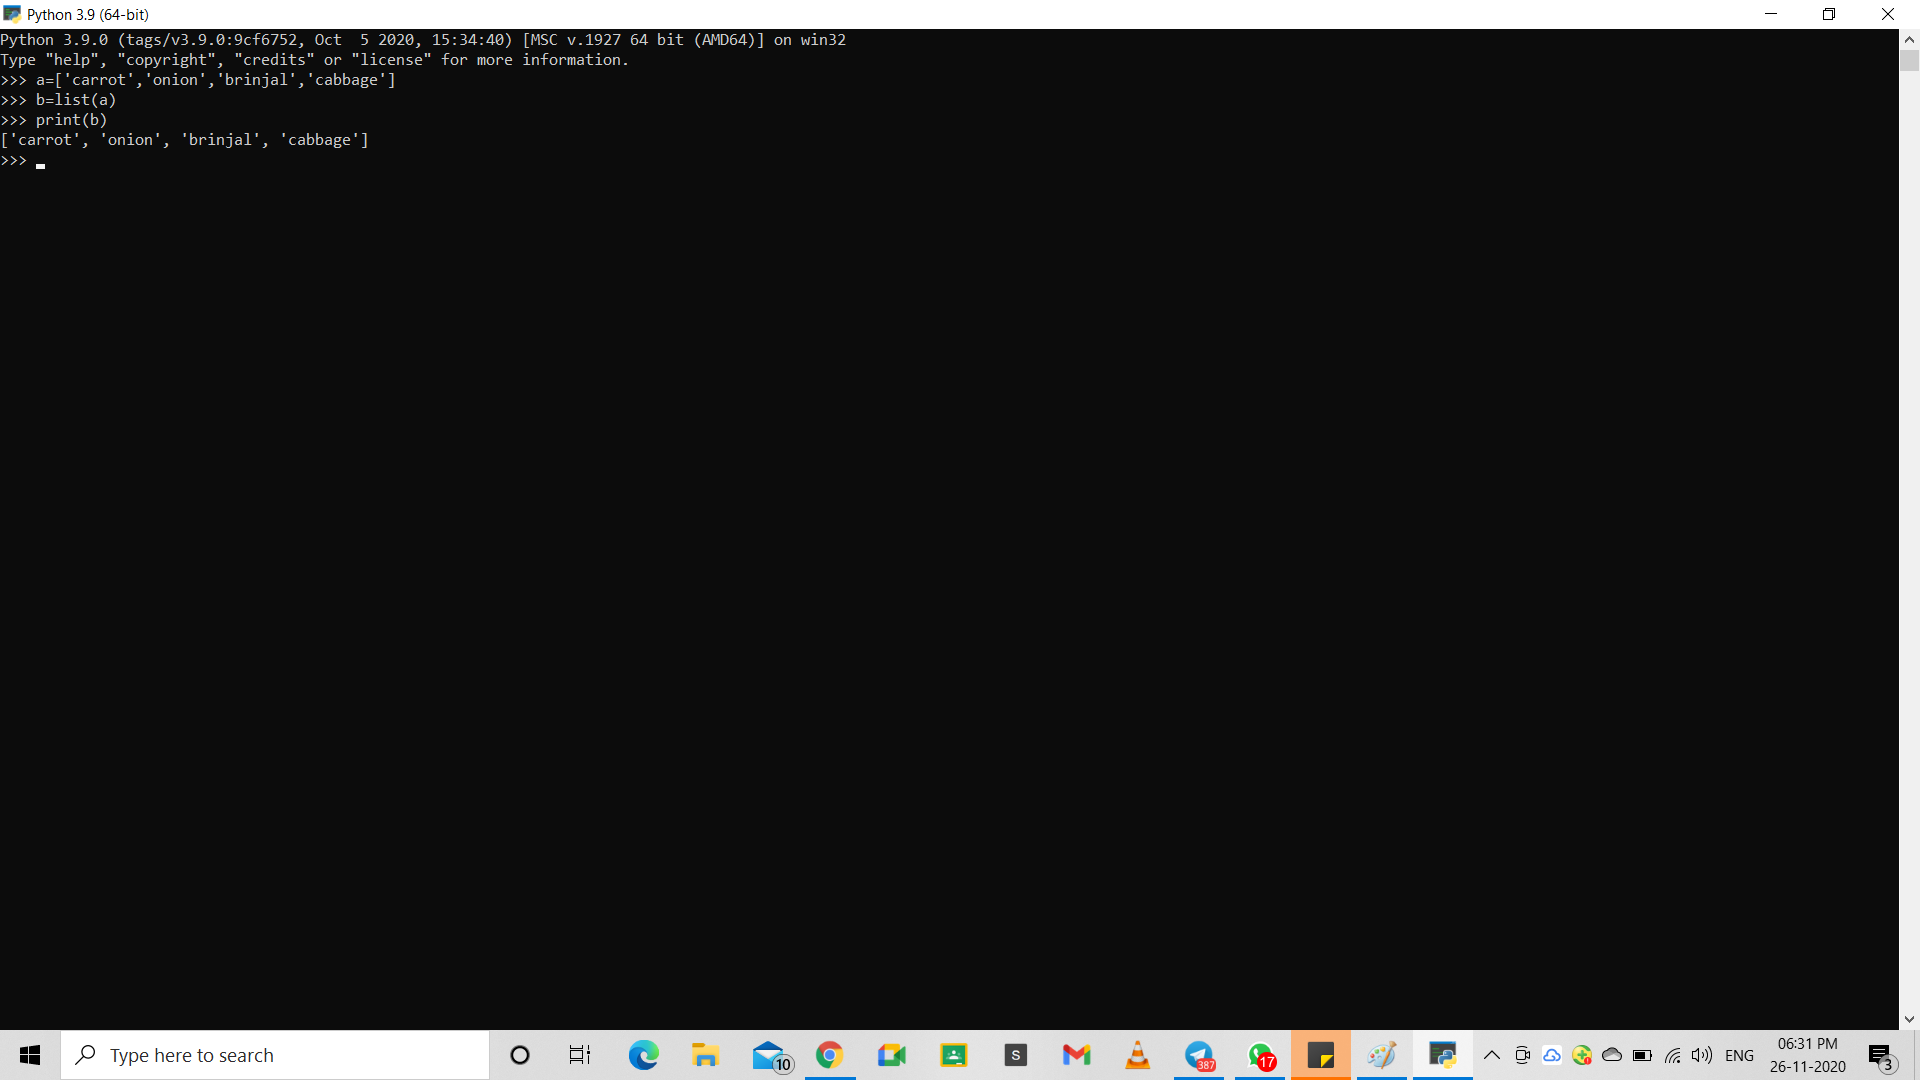 Python 3.9 (64-bit)
Python 3.9.0 (tags/v3.9.0:9cf6752, Oct  5 2020, 15:34:40) [MSC v.1927 64 bit (AMD64)] on win32
Type "help", "copyright", "credits" or "license" for more information.
>>> a=['carrot','onion','brinjal','cabbage']
>>> b=list(a)
>>> print(b)
['carrot', 'onion', 'brinjal', 'cabbage']
>>>
Type here to search
10
S
387
17
ENG
06:31 PM
26-11-2020
3